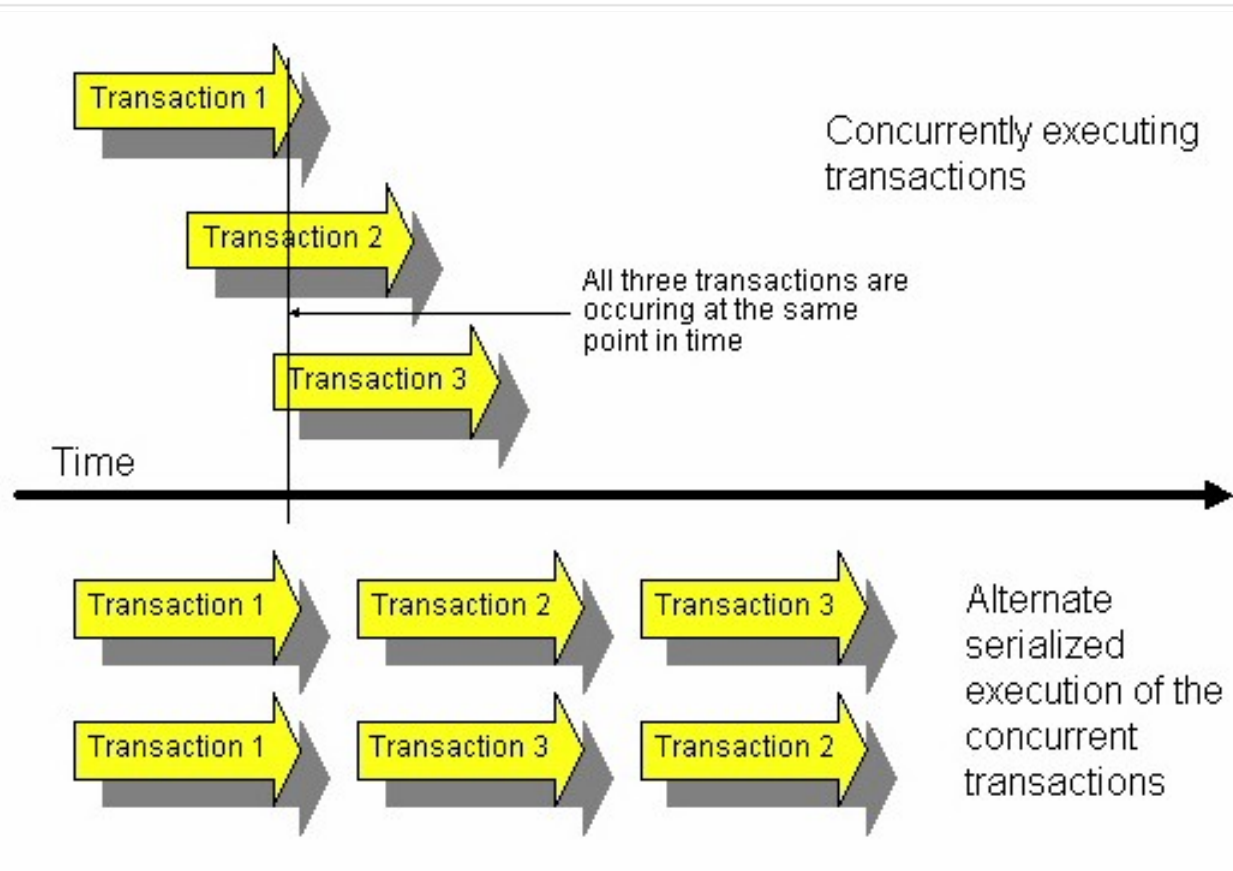 Transaction 1
Concurrently executing
transactions
Transaction 2
All three transactions are
occuring at the same
point in time
Transaction 3
Time
Transaction 1
Transaction 2
Transaction 3
Alternate
serialized
execution of the
concurrent
transactions
Transaction 1
Transaction 3
Transaction 2